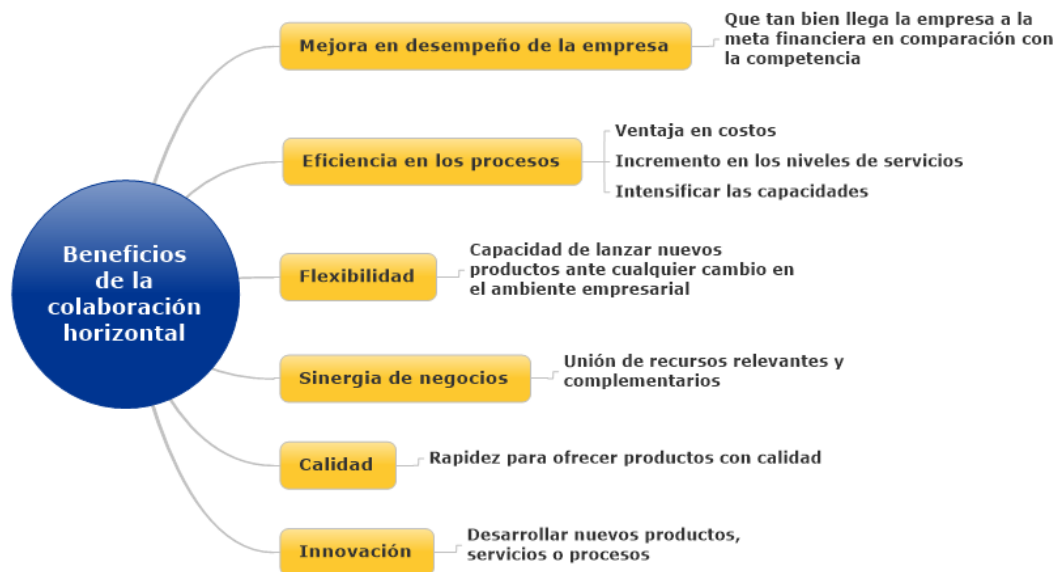 Beneficios
de la
colaboración
horizontal
Mejora en desempeño de la empresa
Que tan bien llega la empresa a la
meta financiera en comparación con
la competencia
Eficiencia en los procesos
Ventaja en costos
Incremento en los niveles de servicios
Intensificar las capacidades
Flexibilidad
Capacidad de lanzar nuevos
productos ante cualquier cambio en
el ambiente empresarial
Sinergia de negocios
Unión de recursos relevantes y
complementarios
Calidad
Rapidez para ofrecer productos con calidad
Innovación
Desarrollar nuevos productos,
servicios o procesos